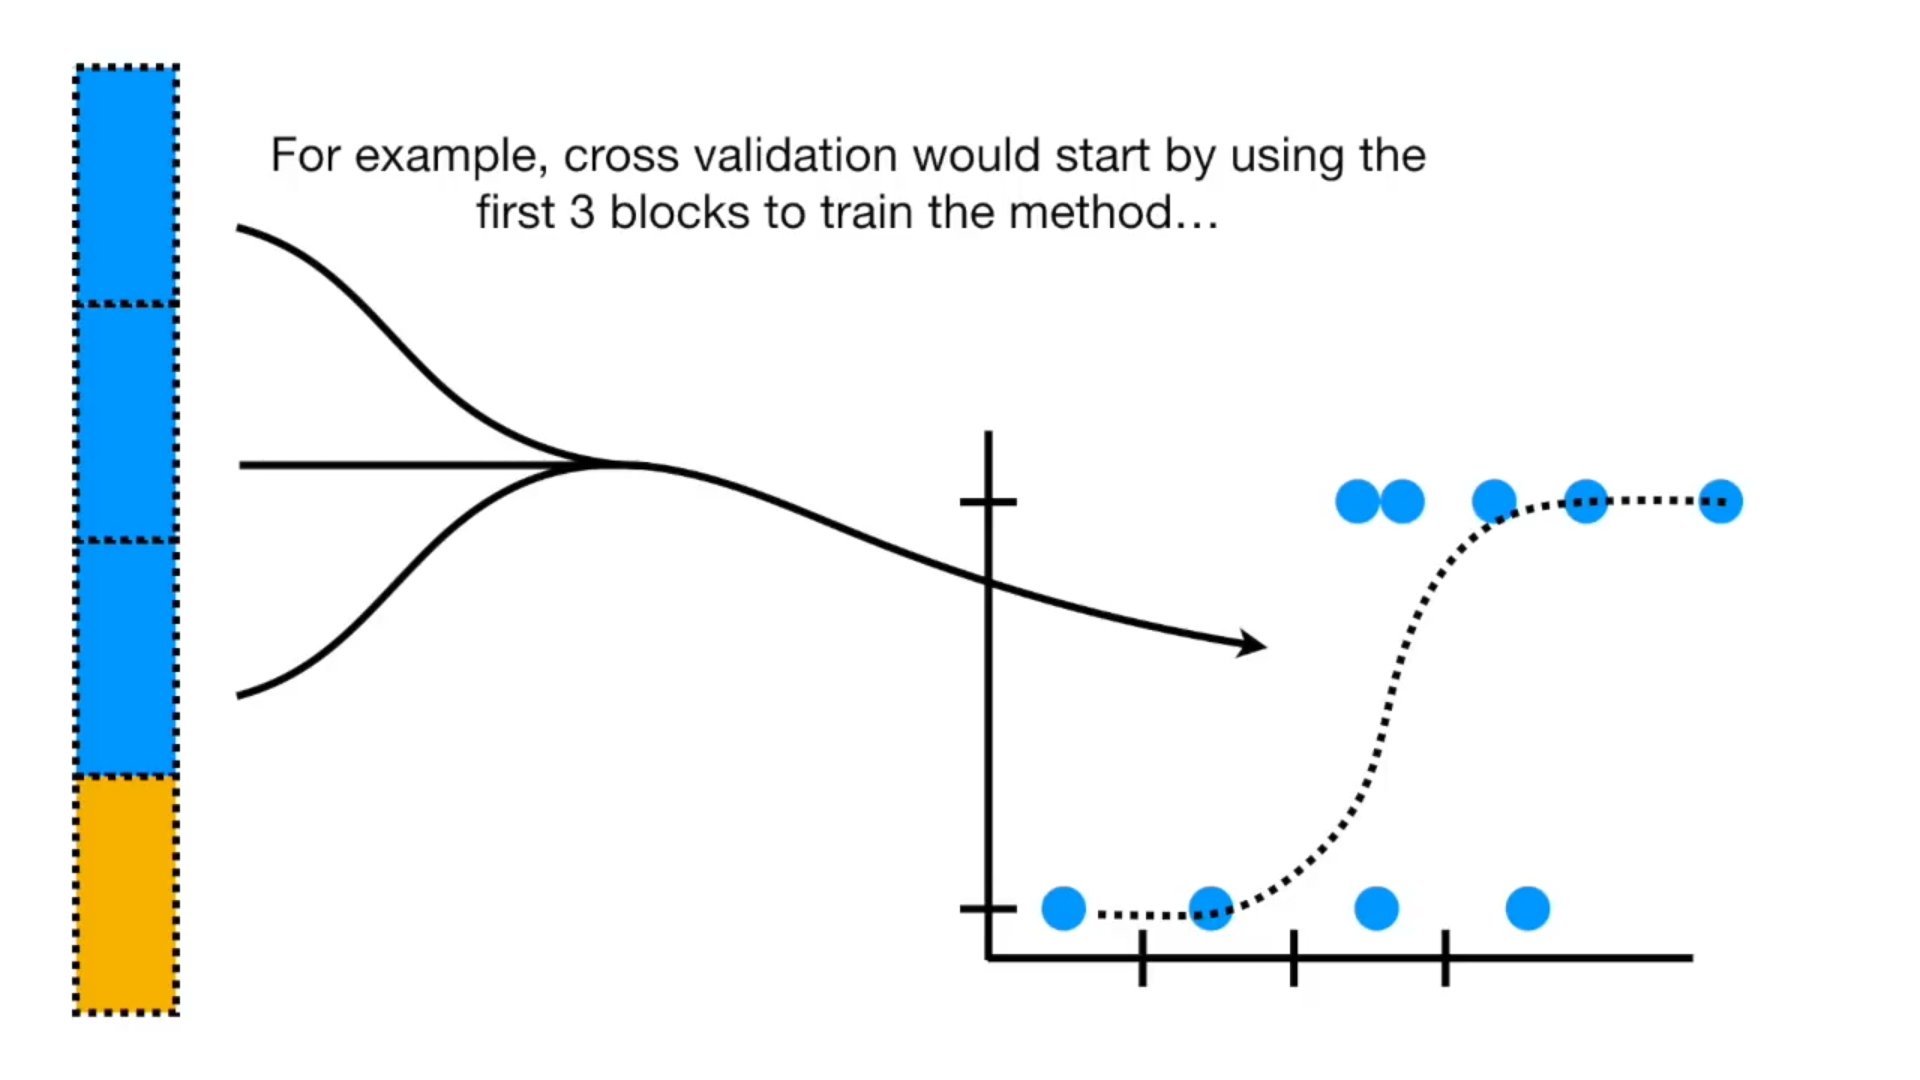 For example, cross validation would start by using the
first 3 blocks to train the method…